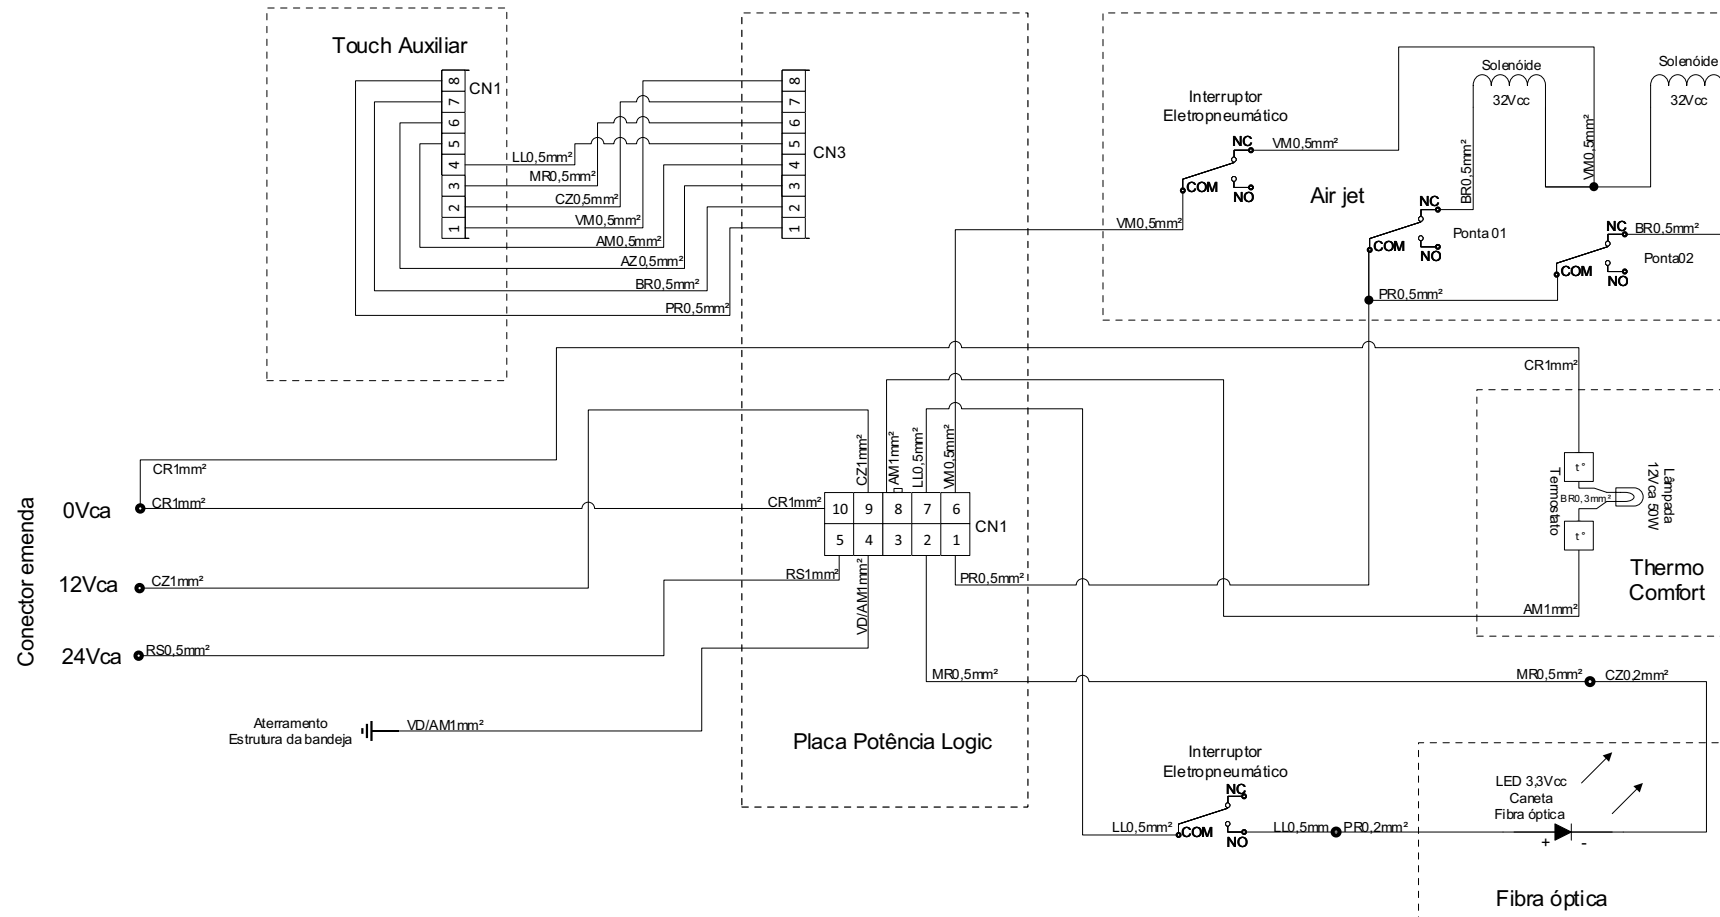 Touch Auxiliar
CN1
8
7
6
5
4
3
2
1
LL0,5mm²
MR0,5mm²
CZ0,5mm²
VM0,5mm²
AM0,5mm²
AZ0,5mm²
BR0,5mm²
PR0,5mm²
8
7
6
5
4
3
2
1
CN3
Interruptor
Eletropneumático
NC
COM
NO
VM0,5mm²
VM0,5mm²
Air jet
Solenóide
32Vcc
Solenóide
32Vcc
BR0,5mm²
VM0,5mm²
NC
COM
NO
Ponta 01
NC
COM
NO
BR0,5mm²
Ponta02
PR0,5mm²
CR1mm²
Conector emenda
CR1mm²
0Vca
CR1mm²
CR1mm²
12Vca
CZ1mm²
24Vca
RS0,5mm²
RS1mm²
CZ1mm²
AM1mm²
LL0,5mm²
VM0,5mm²
10 9 8 7 6
5 4 3 2 1
CN1
VD/AM1mm²
PR0,5mm²
Aterramento
Estrutura da bandeja
VD/AM1mm²
MR0,5mm²
Placa Potência Logic
t°
Termostato
BR0,3mm²
t°
Lâmpada
12Vca 50W
Thermo
Comfort
AM1mm²
MR0,5mm²
CZ0,2mm²
Interruptor
Eletropneumático
NC
COM
NO
LL0,5mm²
LL0,5mm
PR0,2mm²
LED 3,3Vcc
Caneta
Fibra óptica
+ -
Fibra óptica